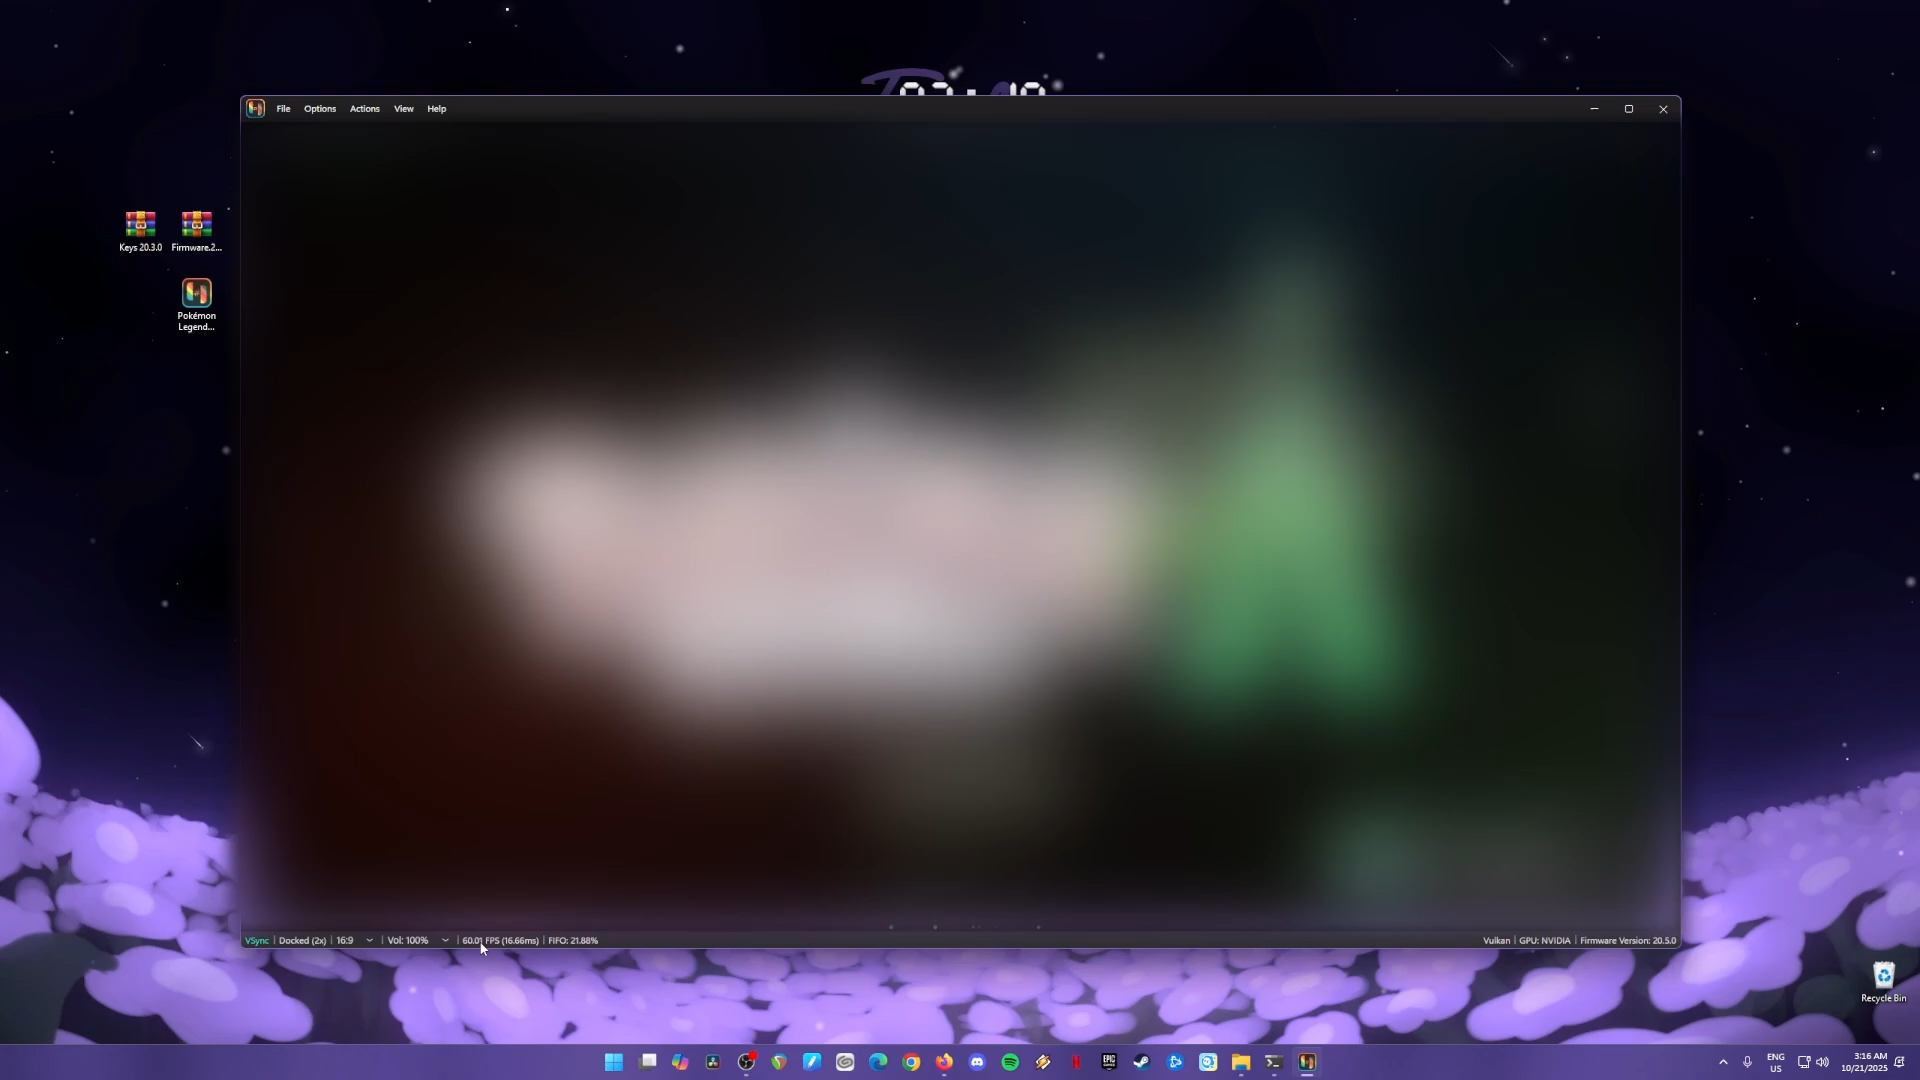 File Options Actions View Help
Keys 20.3.0
Firmware.2...
Pokémon
Legend...
VSync | Docked (2x) | 16:9 | Vol: 100% | 60.01 FPS (16.66ms) | FIFO: 21.88%
Vulkan | GPU: NVIDIA | Firmware Version: 20.5.0
Recycle Bin
EPIC
GAMES
ENG
US
3:16 AM
10/21/2025